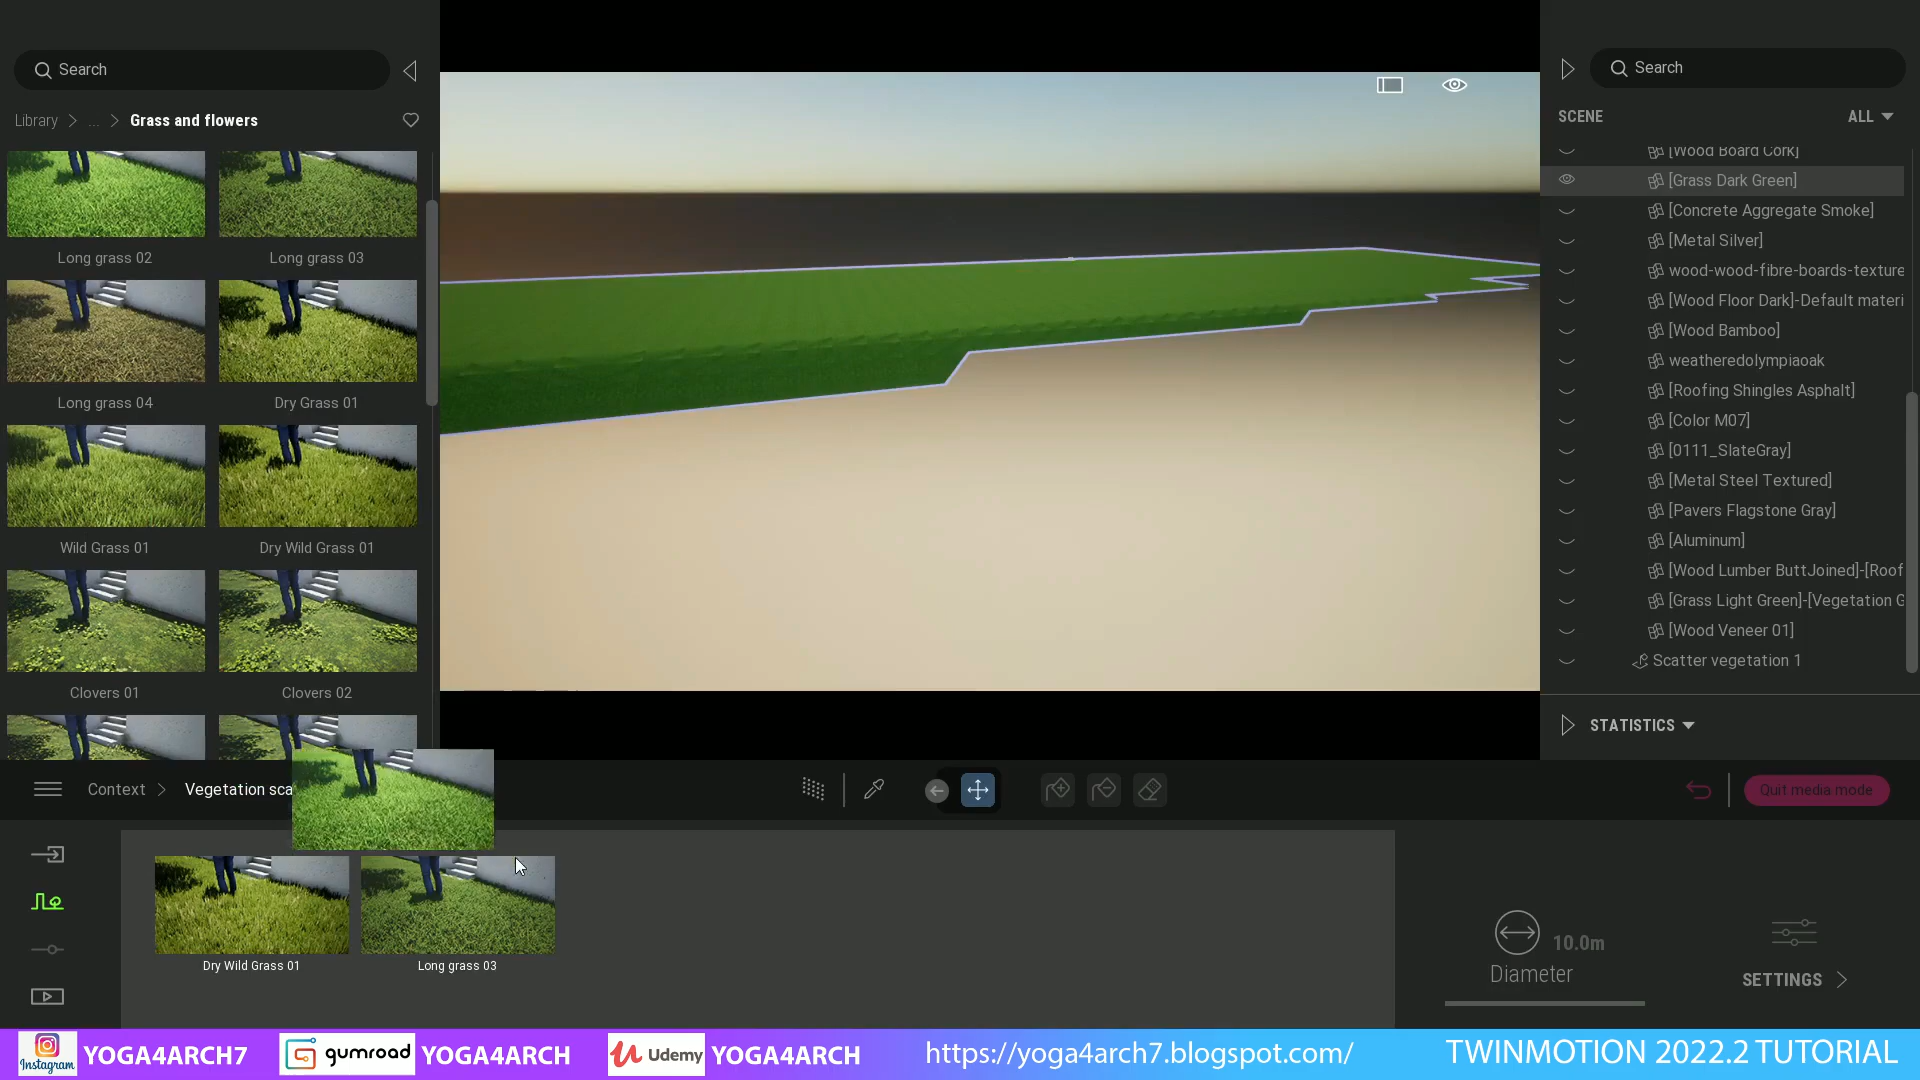 Search
Library > ... > Grass and flowers
Long grass 02
Long grass 03
Long grass 04
Dry Grass 01
Wild Grass 01
Dry Wild Grass 01
Clovers 01
Clovers 02
Search
SCENE
ALL
[Wood Board Cork]
[Grass Dark Green]
[Concrete Aggregate Smoke]
[Metal Silver]
wood-wood-fibre-boards-texture
[Wood Floor Dark]-Default materi
[Wood Bamboo]
weatheredolympiaoak
[Roofing Shingles Asphalt]
[Color M07]
[0111_SlateGray]
[Metal Steel Textured]
[Pavers Flagstone Gray]
[Aluminum]
[Wood Lumber ButtJoined]-[Roof
[Grass Light Green]-[Vegetation G
[Wood Veneer 01]
Scatter vegetation 1
STATISTICS
Context > Vegetation sca
Quit media mode
Dry Wild Grass 01
Long grass 03
10.0m
Diameter
SETTINGS
Instagram YOGA4ARCH7
gumroad YOGA4ARCH
Udemy YOGA4ARCH
https://yoga4arch7.blogspot.com/
TWINMOTION 2022.2 TUTORIAL